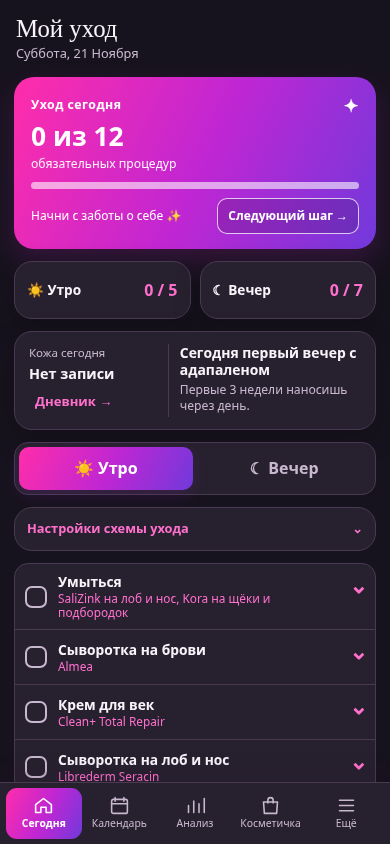 Мой уход
Суббота, 21 Ноября
Уход сегодня
0 из 12
обязательных процедур
Начни с заботы о себе ✨
Следующий шаг →
☀️ Утро 0 / 5
☾ Вечер 0 / 7
Кожа сегодня
Нет записи
Дневник →
Сегодня первый вечер с
адапаленом
Первые 3 недели наносишь
через день.
☀️ Утро
☾ Вечер
Настройки схемы ухода
Умыться
SaliZink на лоб и нос, Kora на щёки и
подбородок
Сыворотка на брови
Almea
Крем для век
Clean+ Total Repair
Сыворотка на лоб и нос
Librederm Seracin
Сегодня
Календарь
Анализ
Косметичка
Ещё